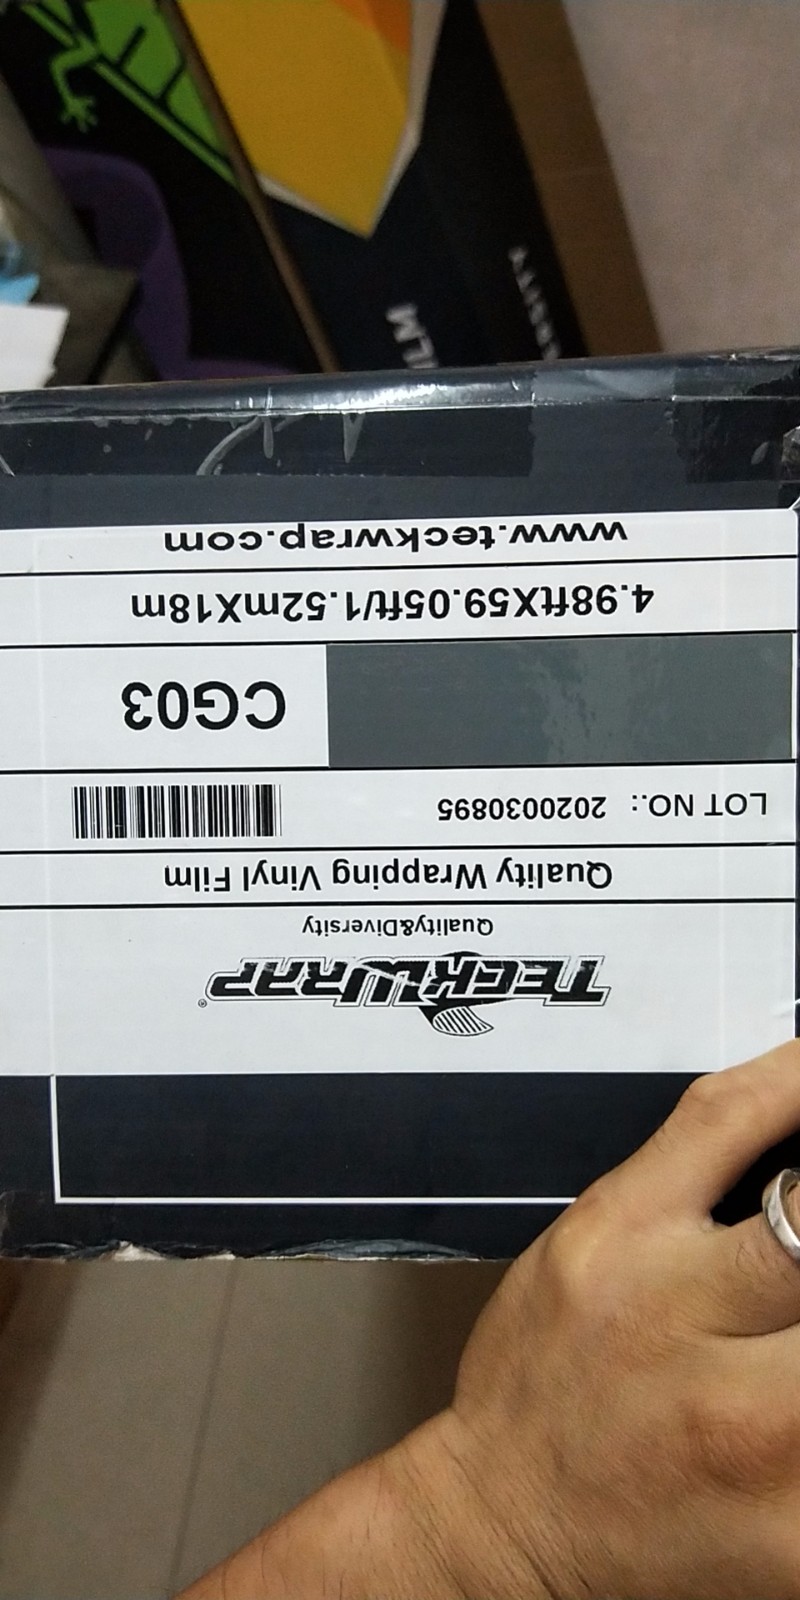 TECKWRAP®
Quality&Diversity
Quality Wrapping Vinyl Film
LOT NO.: 2020030895
CG03
4.98ftX59.05ft/1.52mX18m
www.teckwrap.com